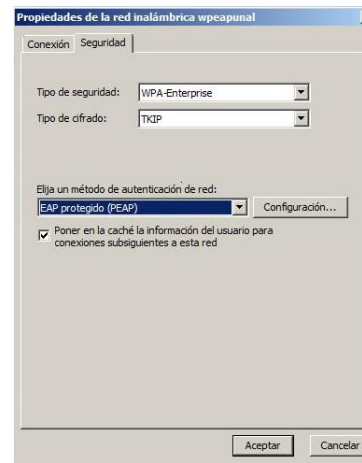 Propiedades de la red inalámbrica wpeapunal
Conexión Seguridad
Tipo de seguridad: WPA-Enterprise
Tipo de cifrado: TKIP
Elija un método de autenticación de red:
EAP protegido (PEAP) Configuración...
Poner en la caché la información del usuario para
conexiones subsiguientes a esta red
Aceptar Cancelar